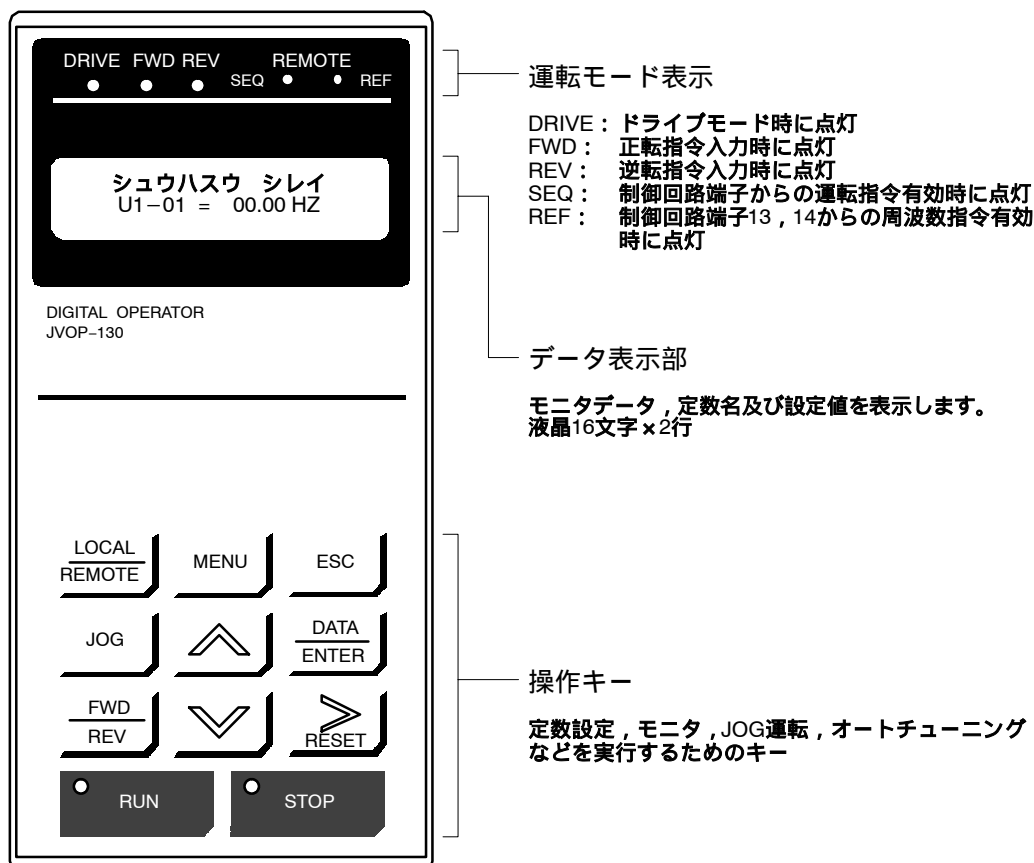 DRIVE FWD REV REMOTE
SEQ REF
シュウハスウ シレイ
U1−01 = 00.00 HZ
DIGITAL OPERATOR
JVOP−130
LOCAL
REMOTE
MENU
ESC
JOG
DATA
ENTER
FWD
REV
RESET
RUN
STOP
運転モード表示
DRIVE： ドライブモード時に点灯
FWD： 正転指令入力時に点灯
REV： 逆転指令入力時に点灯
SEQ： 制御回路端子からの運転指令有効時に点灯
REF： 制御回路端子13，14からの周波数指令有効
時に点灯
データ表示部
モニタデータ，定数名及び設定値を表示します。
液晶16文字×2行
操作キー
定数設定，モニタ，JOG運転，オートチューニング
などを実行するためのキー